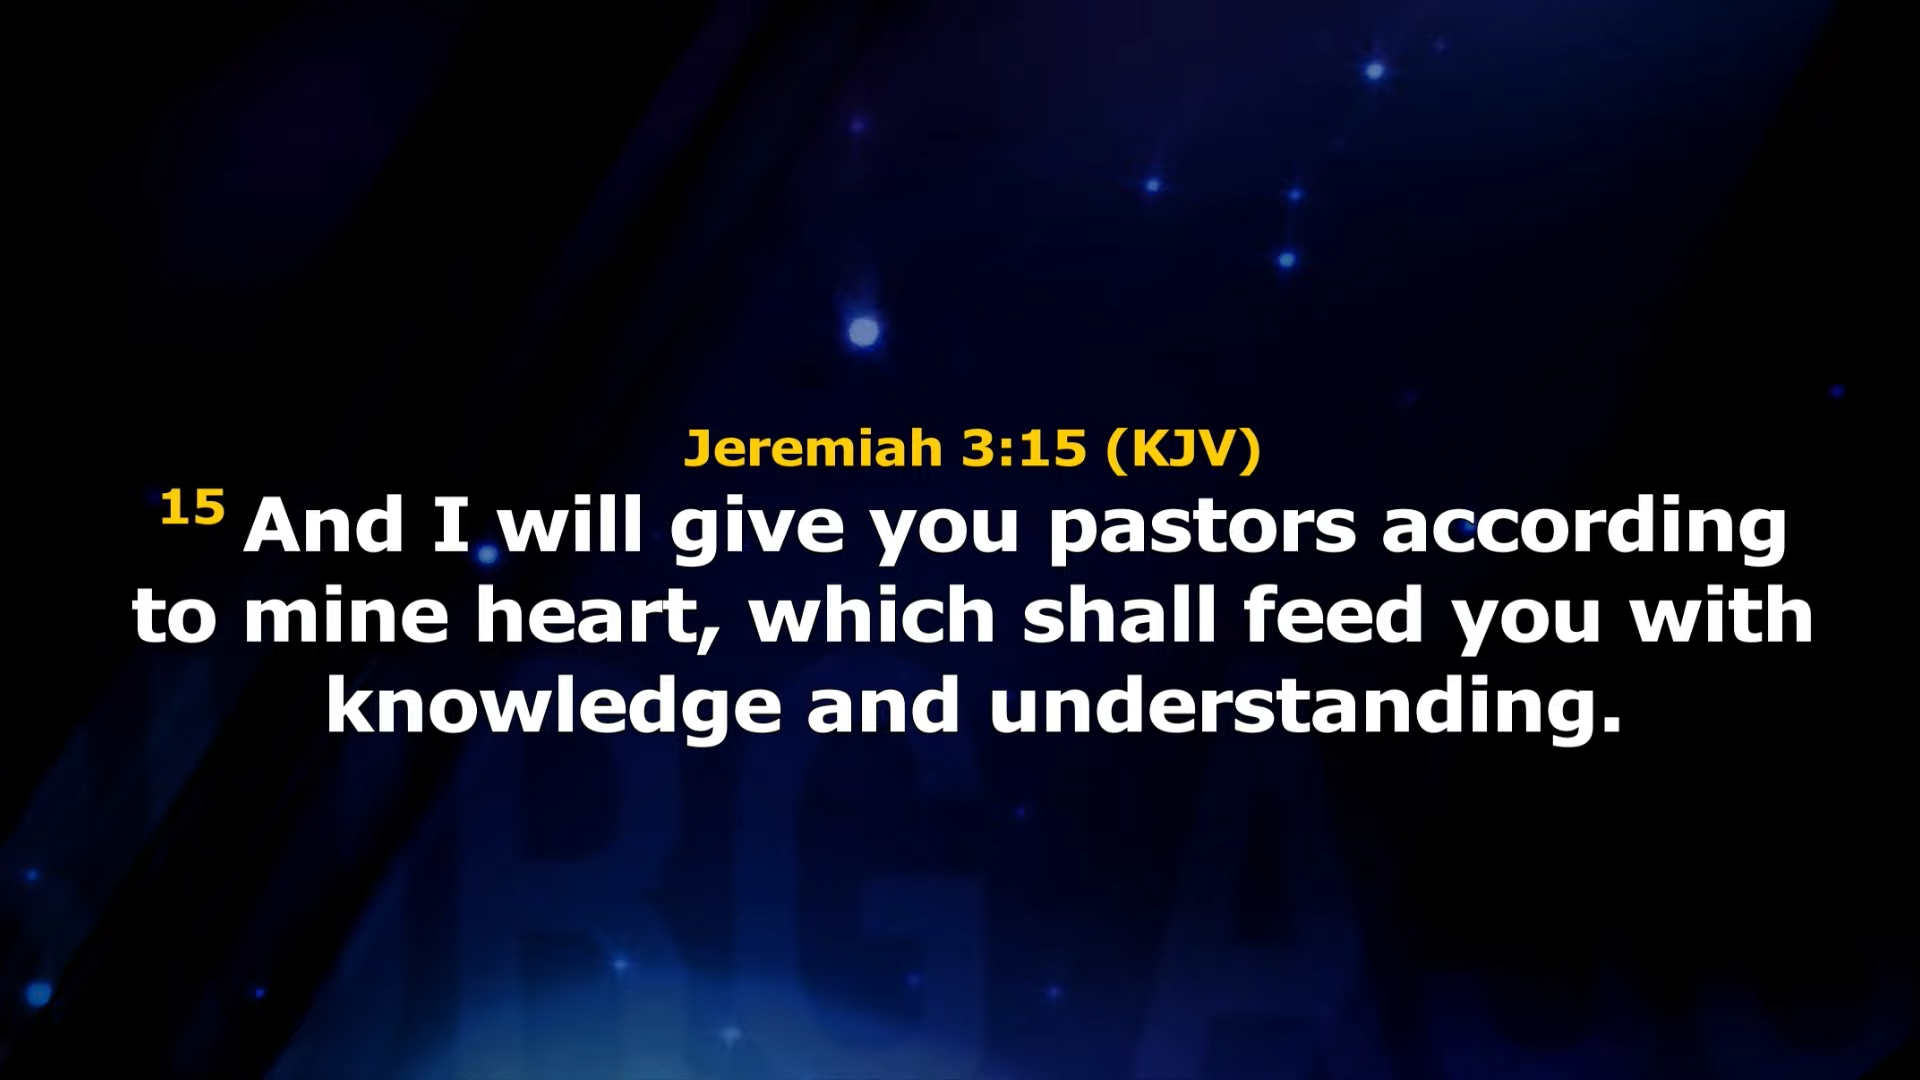 Jeremiah 3:15 (KJV)
15 And I will give you pastors according
to mine heart, which shall feed you with
knowledge and understanding.